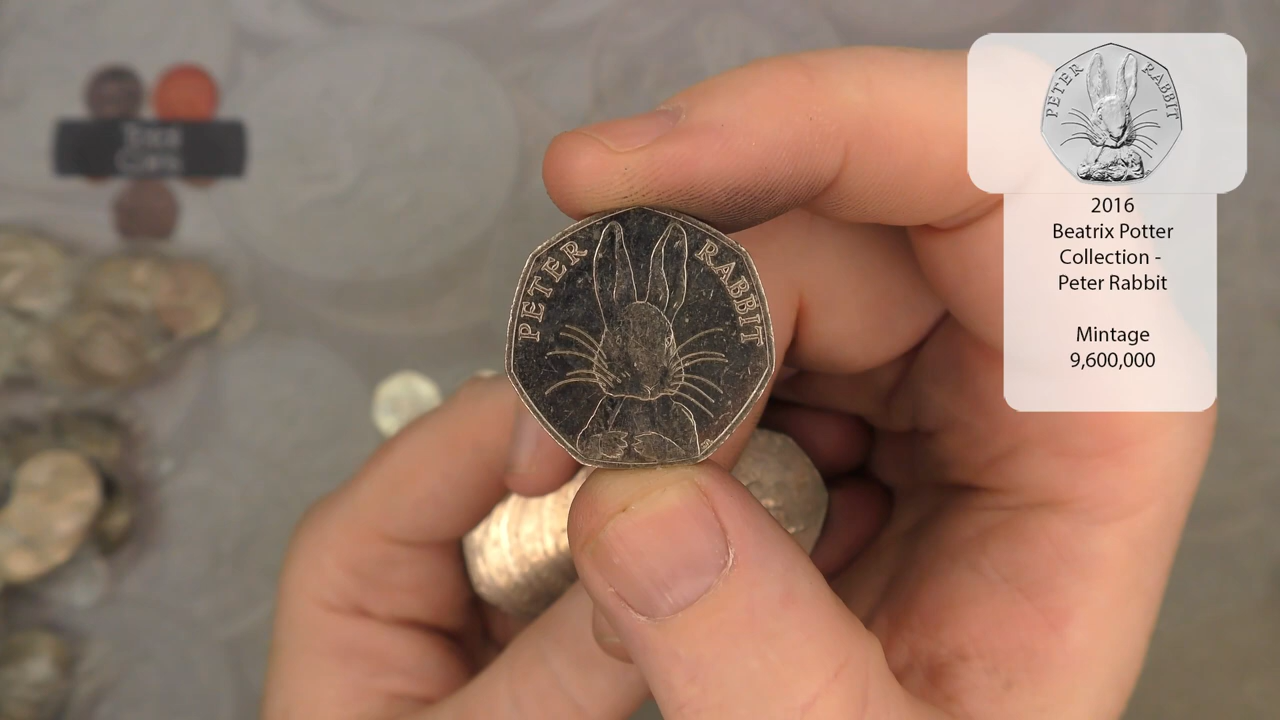 PETER RABBIT
PETER RABBIT
2016
Beatrix Potter
Collection -
Peter Rabbit
Mintage
9,600,000